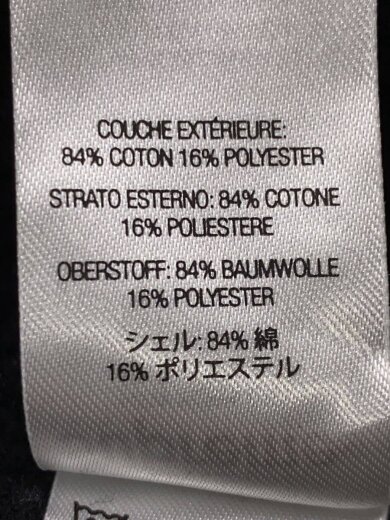 COUCHE EXTÉRIEURE:
84% COTON 16% POLYESTER
STRATO ESTERNO: 84% COTONE
16% POLIESTERE
OBERSTOFF: 84% BAUMWOLLE
16% POLYESTER
シェル: 84% 綿
16% ポリエステル